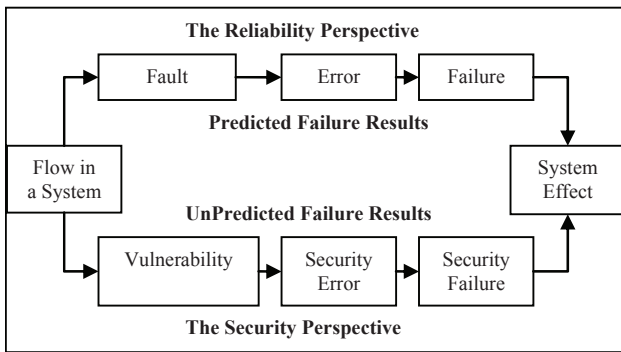 The Reliability Perspective
Fault
Error
Failure
Predicted Failure Results
Flow in
a System
System
Effect
UnPredicted Failure Results
Vulnerability
Security
Error
Security
Failure
The Security Perspective